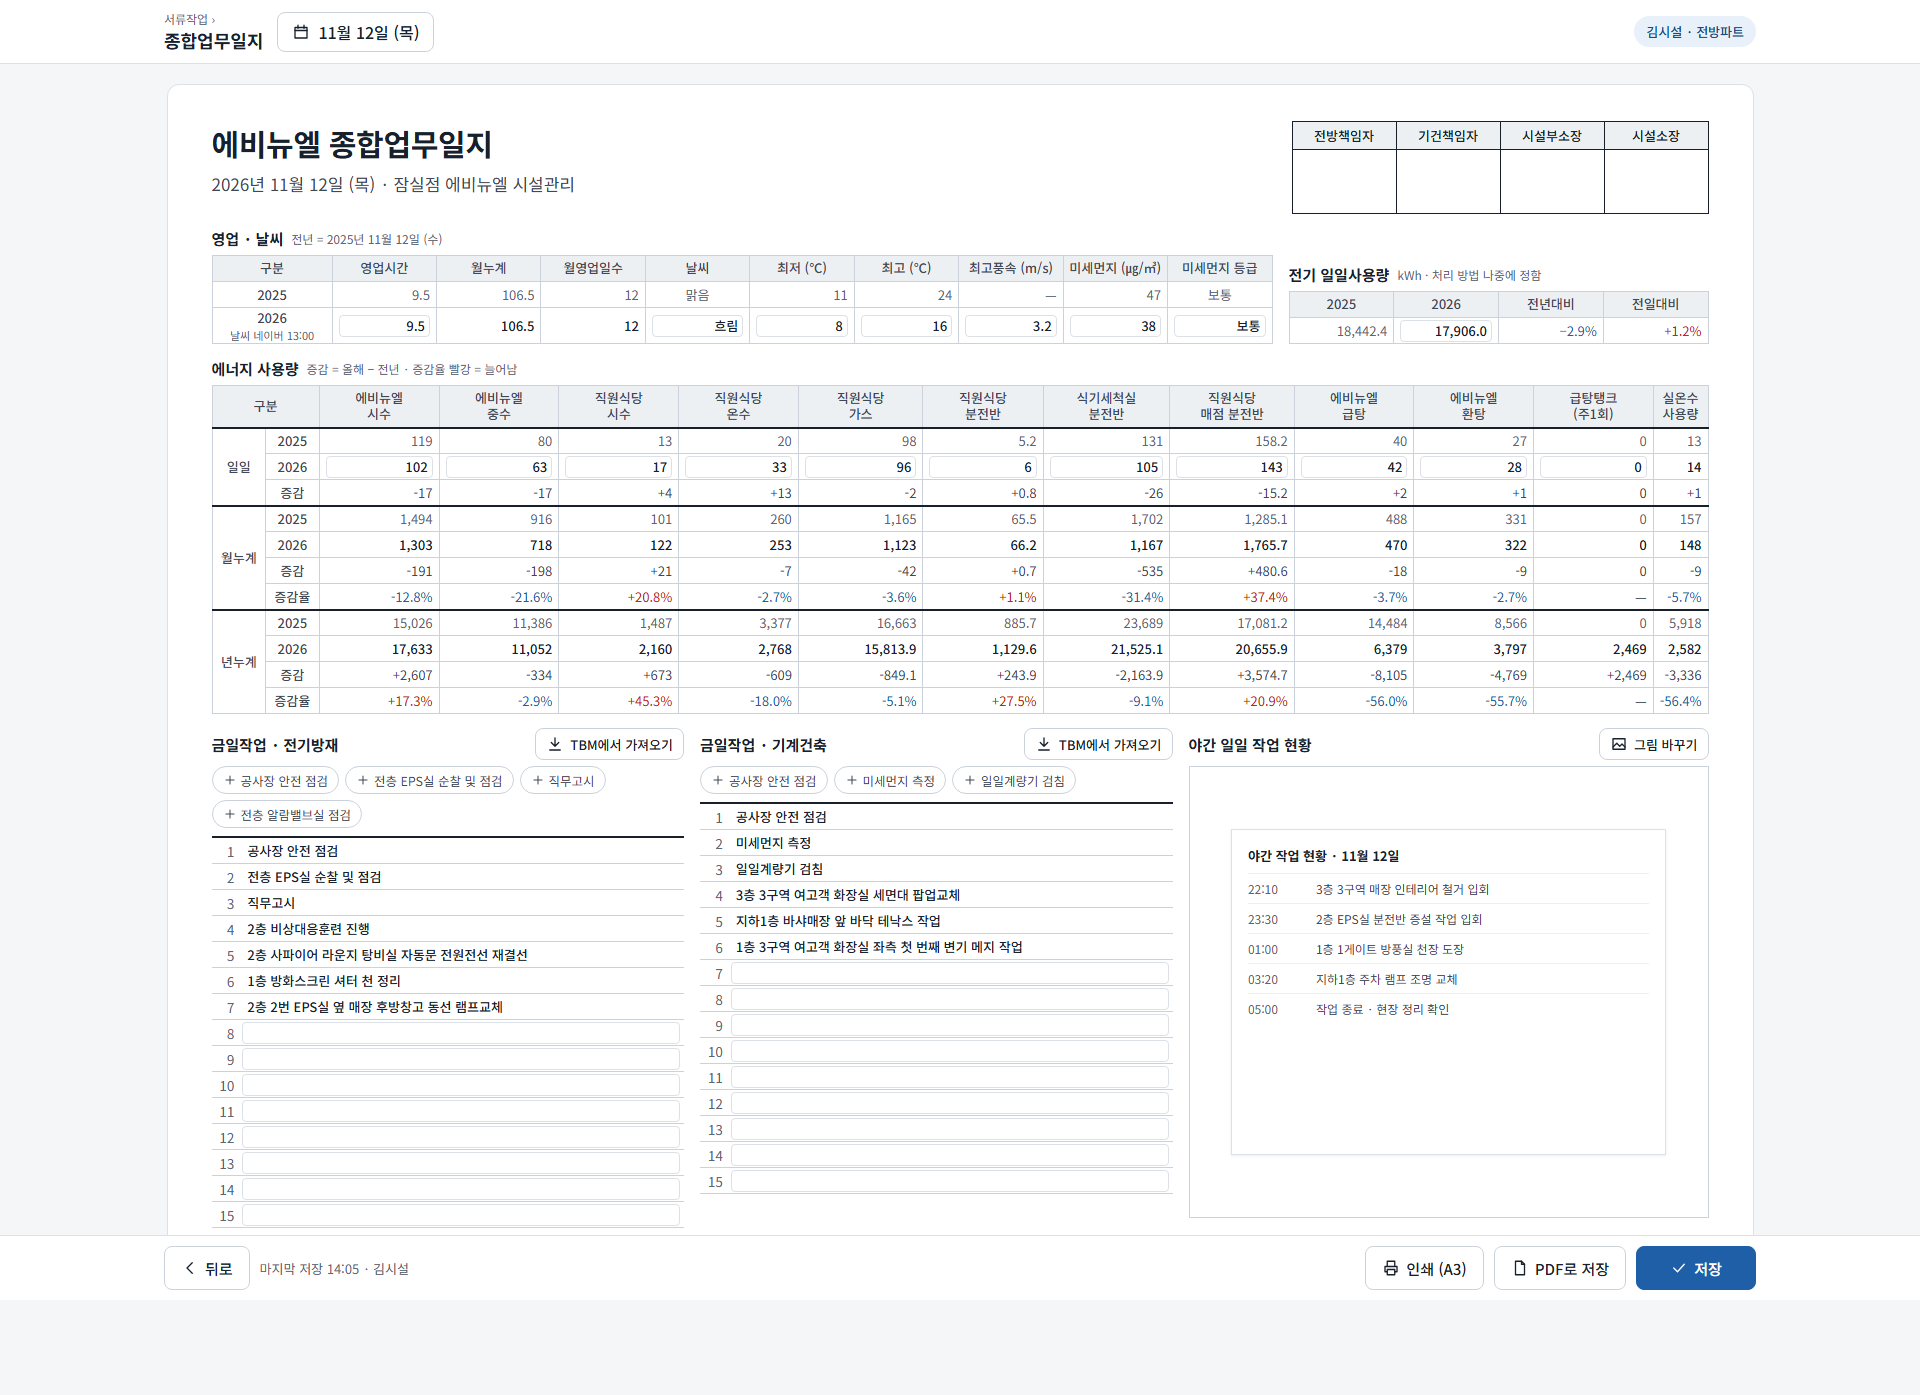 서류작업 ›
종합업무일지
11월 12일 (목)
김시설 · 전방파트
에비뉴엘 종합업무일지
2026년 11월 12일 (목) · 잠실점 에비뉴엘 시설관리
전방책임자 기건책임자 시설부소장 시설소장
영업 · 날씨 전년 = 2025년 11월 12일 (수)
구분 영업시간 월누계 월영업일수 날씨 최저 (℃) 최고 (℃) 최고풍속 (m/s) 미세먼지 (㎍/㎥) 미세먼지 등급
2025 9.5 106.5 12 맑음 11 24 — 47 보통
2026 9.5 106.5 12 흐림 8 16 3.2 38 보통
날씨 네이버 13:00
전기 일일사용량 kWh · 처리 방법 나중에 정함
2025 2026 전년대비 전일대비
18,442.4 17,906.0 −2.9% +1.2%
에너지 사용량 증감 = 올해 − 전년 · 증감율 빨강 = 늘어남
구분 에비뉴엘 시수 에비뉴엘 중수 직원식당 시수 직원식당 온수 직원식당 가스 직원식당 분전반 식기세척실 분전반 직원식당 매점 분전반 에비뉴엘 급탕 에비뉴엘 환탕 급탕탱크 (주1회) 실온수 사용량
일일
2025 119 80 13 20 98 5.2 131 158.2 40 27 0 13
2026 102 63 17 33 96 6 105 143 42 28 0 14
증감 -17 -17 +4 +13 -2 +0.8 -26 -15.2 +2 +1 0 +1
월누계
2025 1,494 916 101 260 1,165 65.5 1,702 1,285.1 488 331 0 157
2026 1,303 718 122 253 1,123 66.2 1,167 1,765.7 470 322 0 148
증감 -191 -198 +21 -7 -42 +0.7 -535 +480.6 -18 -9 0 -9
증감율 -12.8% -21.6% +20.8% -2.7% -3.6% +1.1% -31.4% +37.4% -3.7% -2.7% — -5.7%
년누계
2025 15,026 11,386 1,487 3,377 16,663 885.7 23,689 17,081.2 14,484 8,566 0 5,918
2026 17,633 11,052 2,160 2,768 15,813.9 1,129.6 21,525.1 20,655.9 6,379 3,797 2,469 2,582
증감 +2,607 -334 +673 -609 -849.1 +243.9 -2,163.9 +3,574.7 -8,105 -4,769 +2,469 -3,336
증감율 +17.3% -2.9% +45.3% -18.0% -5.1% +27.5% -9.1% +20.9% -56.0% -55.7% — -56.4%
금일작업 · 전기방재
TBM에서 가져오기
+ 공사장 안전 점검
+ 전층 EPS실 순찰 및 점검
+ 직무고시
+ 전층 알람밸브실 점검
1 공사장 안전 점검
2 전층 EPS실 순찰 및 점검
3 직무고시
4 2층 비상대응훈련 진행
5 2층 사파이어 라운지 탕비실 자동문 전원전선 재결선
6 1층 방화스크린 셔터 천 정리
7 2층 2번 EPS실 옆 매장 후방창고 동선 램프교체
8
9
10
11
12
13
14
15
금일작업 · 기계건축
TBM에서 가져오기
+ 공사장 안전 점검
+ 미세먼지 측정
+ 일일계량기 검침
1 공사장 안전 점검
2 미세먼지 측정
3 일일계량기 검침
4 3층 3구역 여고객 화장실 세면대 팝업교체
5 지하1층 바샤매장 앞 바닥 테낙스 작업
6 1층 3구역 여고객 화장실 좌측 첫 번째 변기 메지 작업
7
8
9
10
11
12
13
14
15
야간 일일 작업 현황
그림 바꾸기
야간 작업 현황 · 11월 12일
22:10 3층 3구역 매장 인테리어 철거 입회
23:30 2층 EPS실 분전반 증설 작업 입회
01:00 1층 1게이트 방풍실 천장 도장
03:20 지하1층 주차 램프 조명 교체
05:00 작업 종료 · 현장 정리 확인
뒤로
마지막 저장 14:05 · 김시설
인쇄 (A3)
PDF로 저장
저장